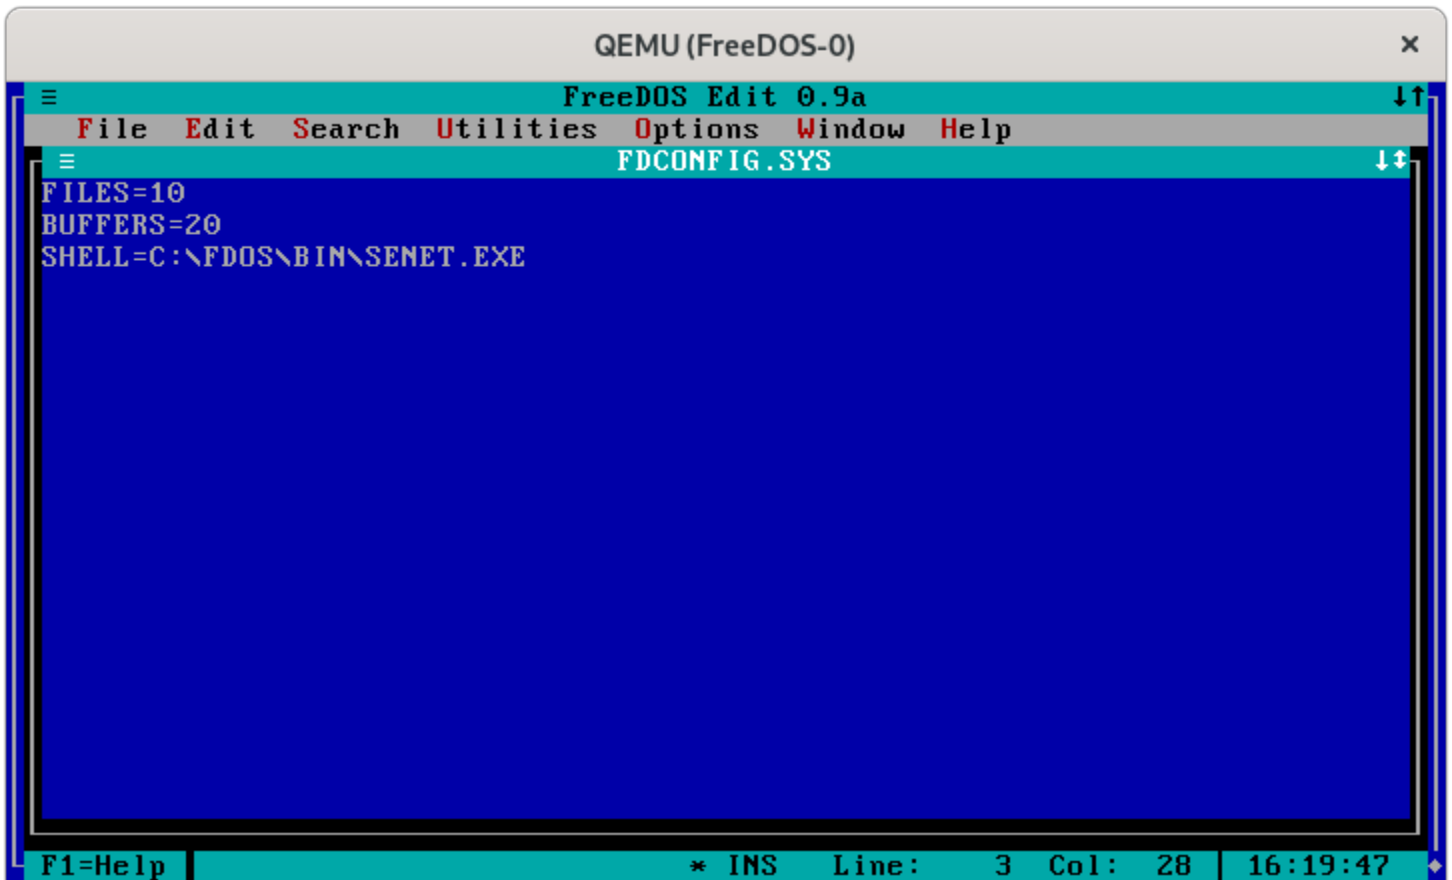 QEMU (FreeDOS-0) ×
≡ FreeDOS Edit 0.9a ↓↑
File Edit Search Utilities Options Window Help
≡ FDCONFIG.SYS ↓↕
FILES=10
BUFFERS=20
SHELL=C:\FDOS\BIN\SENET.EXE
F1=Help * INS Line: 3 Col: 28 16:19:47